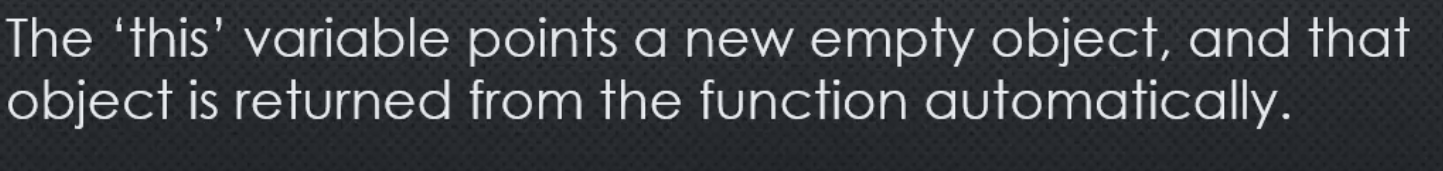 The ‘this’ variable points a new empty object, and that
object is returned from the function automatically.